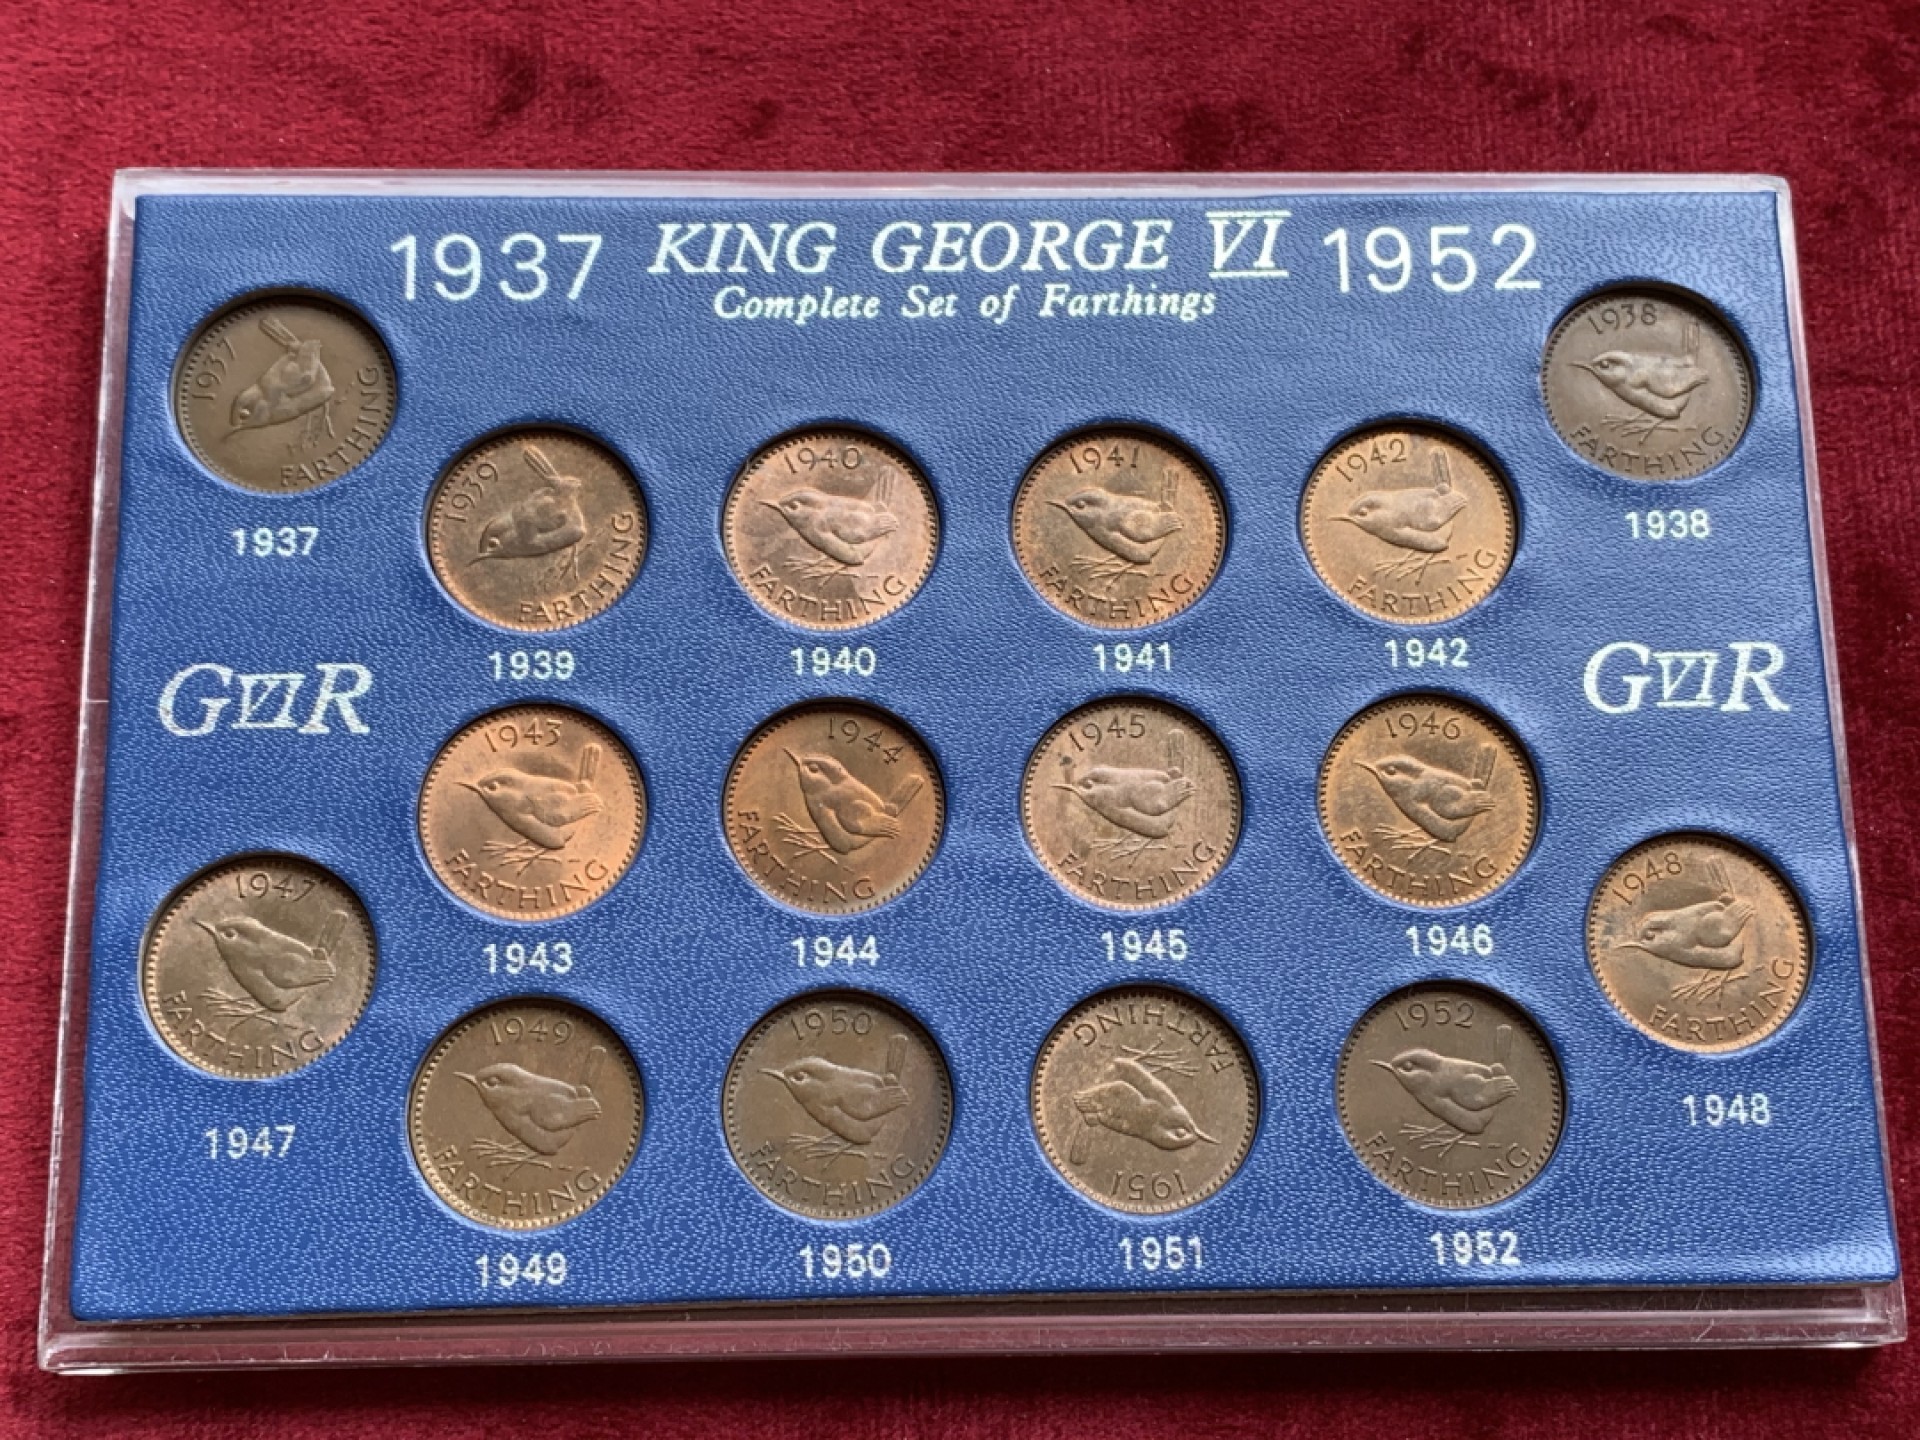 1937 KING GEORGE VI 1952
Complete Set of Farthings
1937 FARTHING
1937
1938 FARTHING
1938
1939 FARTHING
1939
1940 FARTHING
1940
1941 FARTHING
1941
1942 FARTHING
1942
GVIR
GVIR
1943 FARTHING
1943
1944 FARTHING
1944
1945 FARTHING
1945
1946 FARTHING
1946
1947 FARTHING
1947
1948 FARTHING
1948
1949 FARTHING
1949
1950 FARTHING
1950
1951 FARTHING
1951
1952 FARTHING
1952